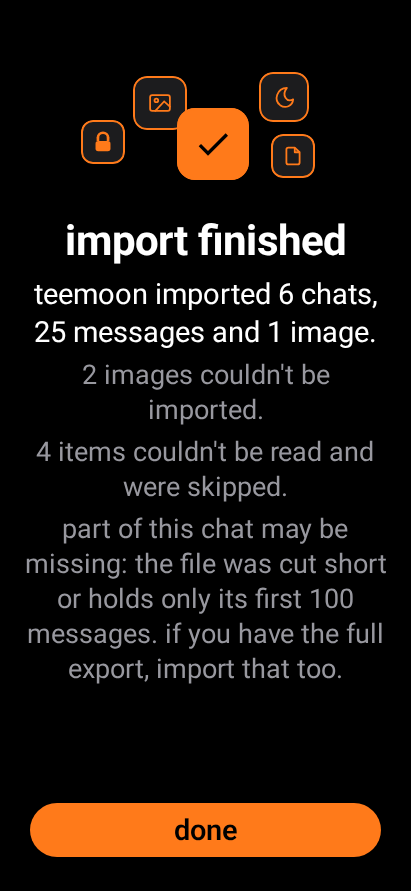 import finished
teemoon imported 6 chats,
25 messages and 1 image.
2 images couldn't be
imported.
4 items couldn't be read and
were skipped.
part of this chat may be
missing: the file was cut short
or holds only its first 100
messages. if you have the full
export, import that too.
done